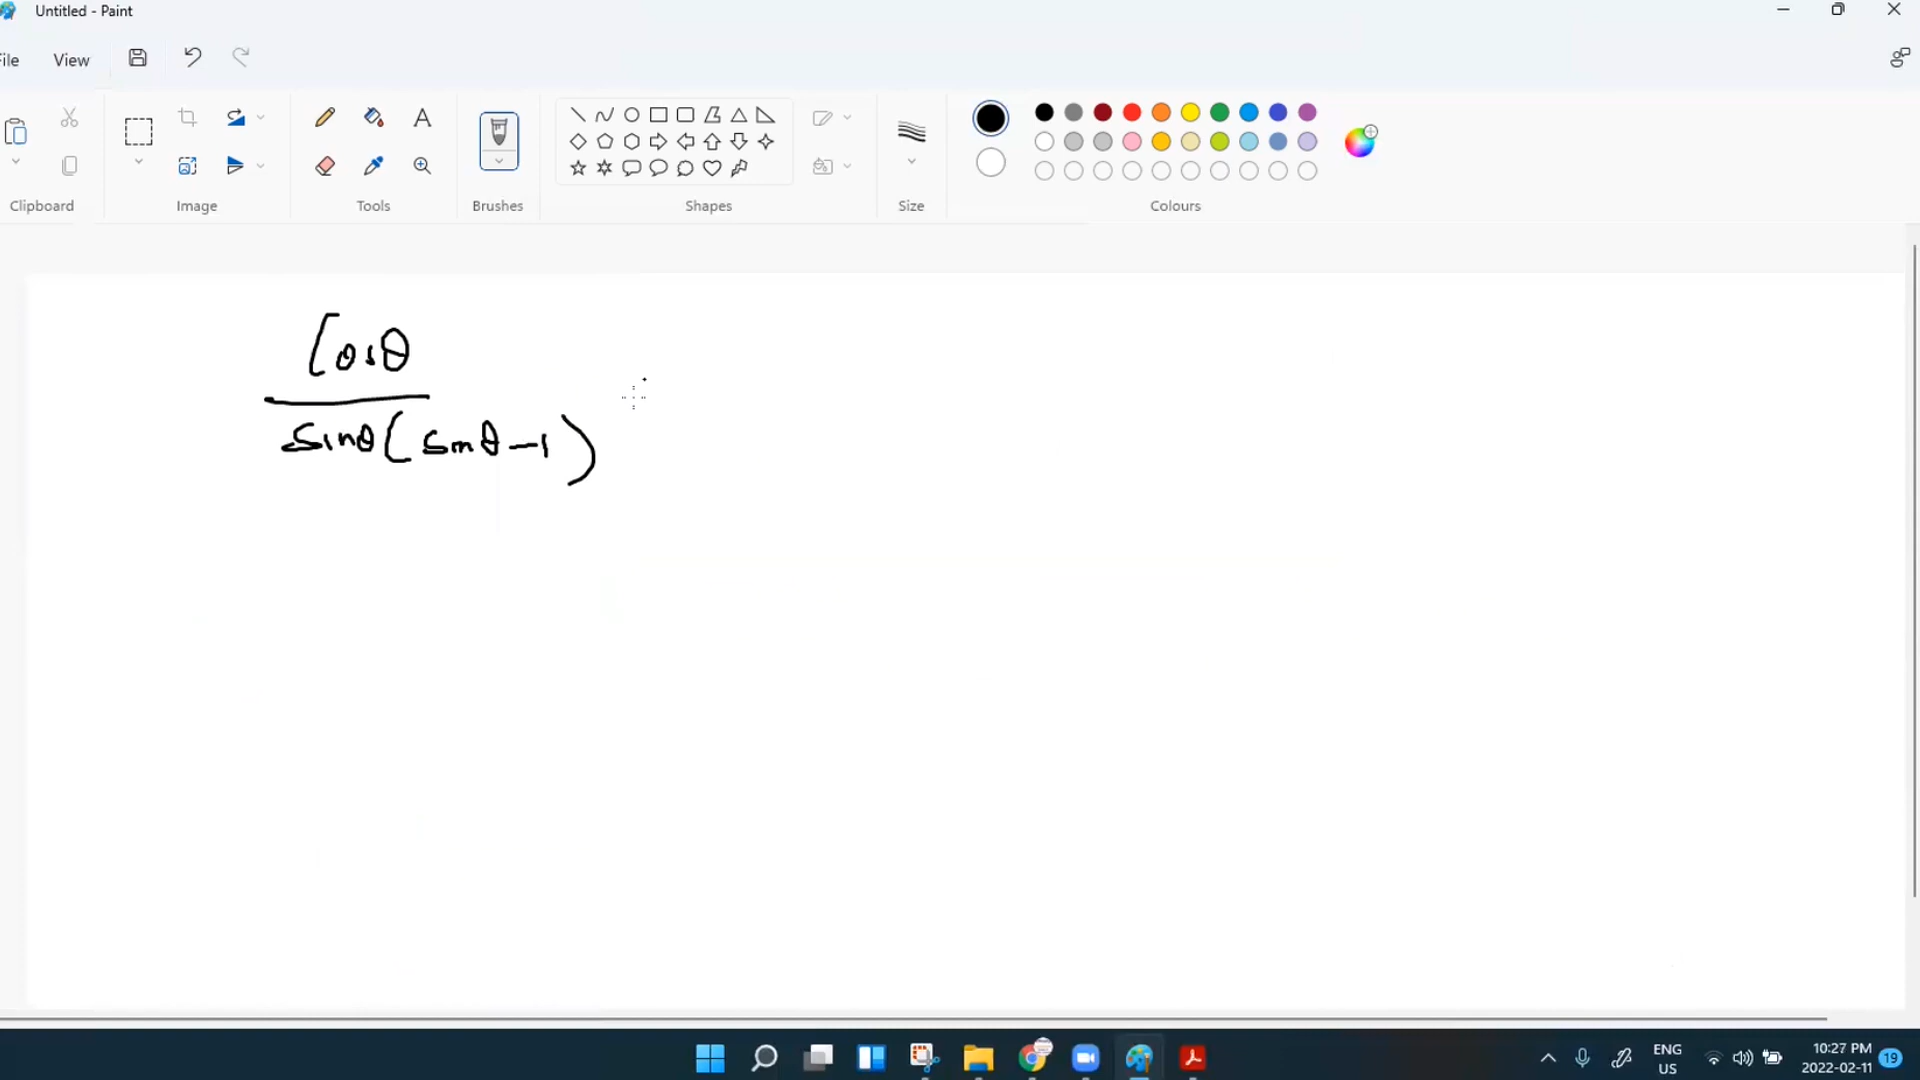 Untitled - Paint
File View
Clipboard Image Tools Brushes Shapes Size Colours
cosθ
sinθ(sinθ-1)
ENG
US
10:27 PM
2022-02-11
19